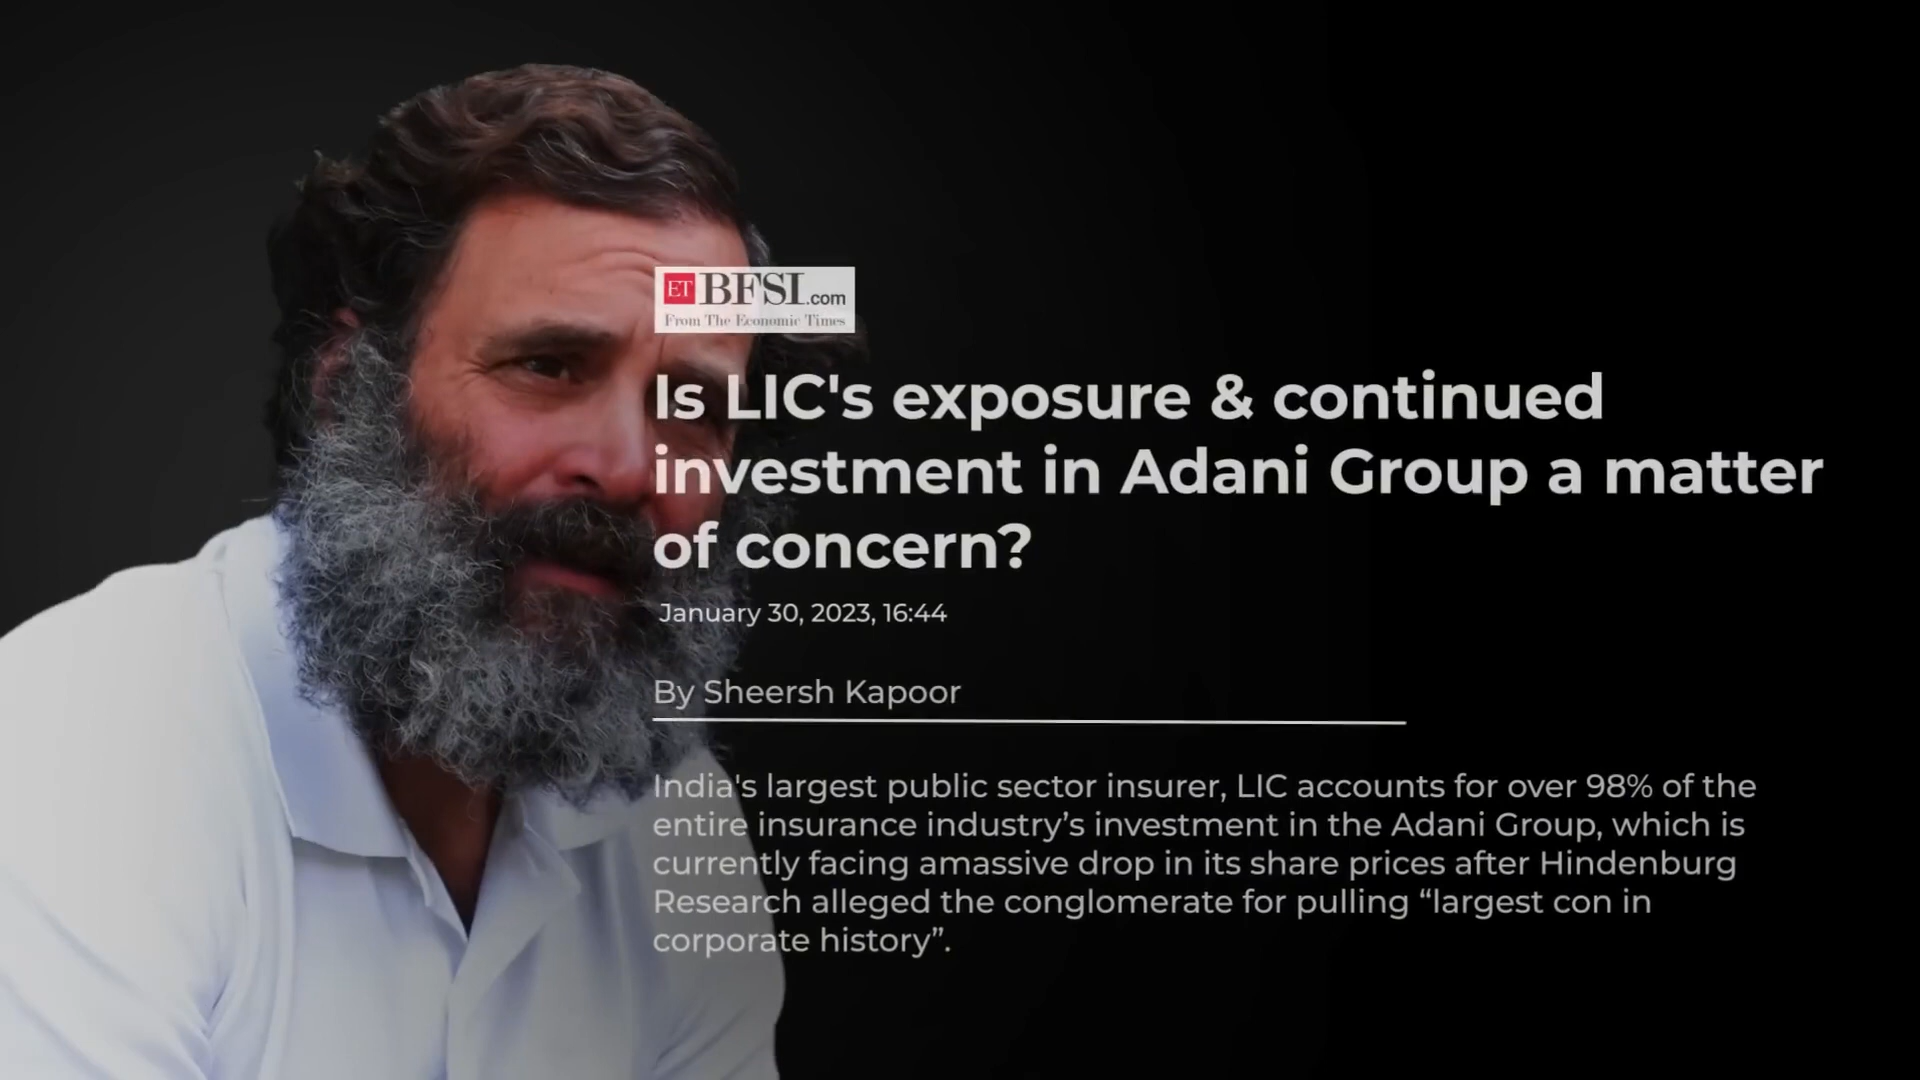 ET BFSI.com
From The Economic Times
Is LIC's exposure & continued
investment in Adani Group a matter
of concern?
January 30, 2023, 16:44
By Sheersh Kapoor
India's largest public sector insurer, LIC accounts for over 98% of the
entire insurance industry’s investment in the Adani Group, which is
currently facing amassive drop in its share prices after Hindenburg
Research alleged the conglomerate for pulling “largest con in
corporate history”.